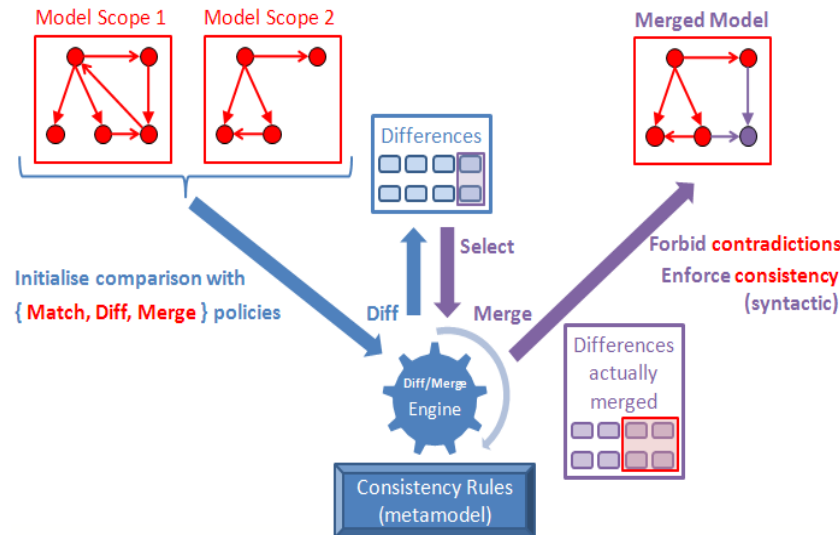 Model Scope 1
Model Scope 2
Merged Model
Differences
Select
Forbid contradictions
Enforce consistency
(syntactic)
Initialise comparison with
{ Match, Diff, Merge } policies
Diff
Merge
Differences
actually
merged
Diff/Merge
Engine
Consistency Rules
(metamodel)